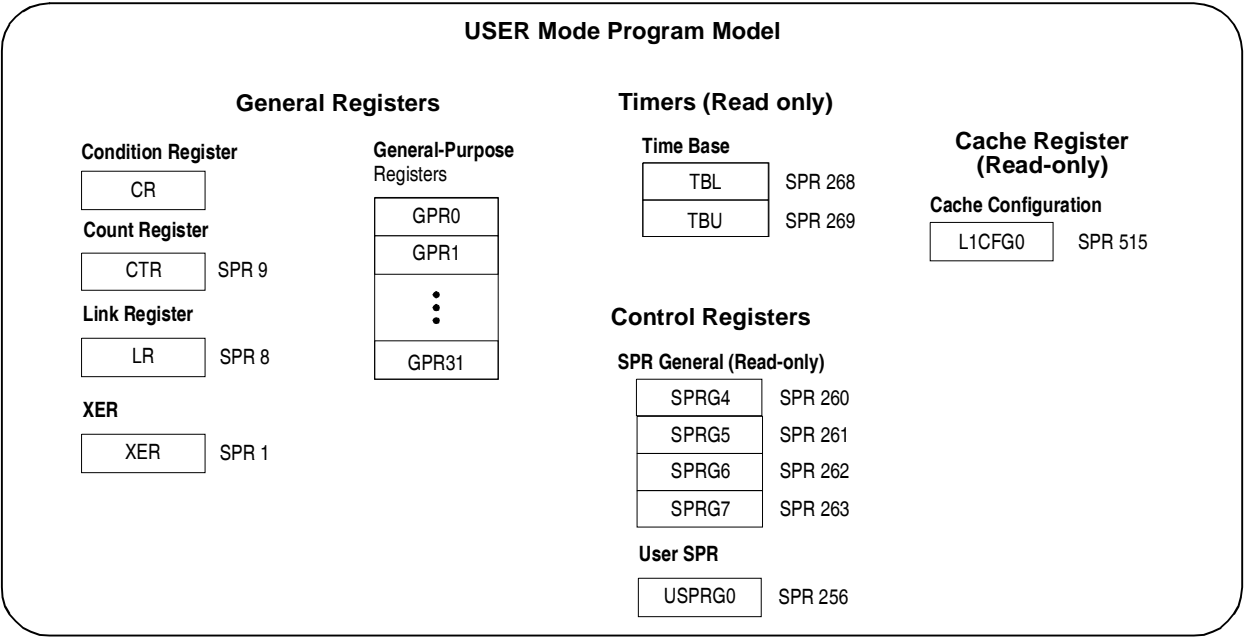 USER Mode Program Model
General Registers
Condition Register
CR
Count Register
CTR SPR 9
Link Register
LR SPR 8
XER
XER SPR 1
General-Purpose
Registers
GPR0
GPR1
GPR31
Timers (Read only)
Time Base
TBL SPR 268
TBU SPR 269
Control Registers
SPR General (Read-only)
SPRG4 SPR 260
SPRG5 SPR 261
SPRG6 SPR 262
SPRG7 SPR 263
User SPR
USPRG0 SPR 256
Cache Register
(Read-only)
Cache Configuration
L1CFG0 SPR 515